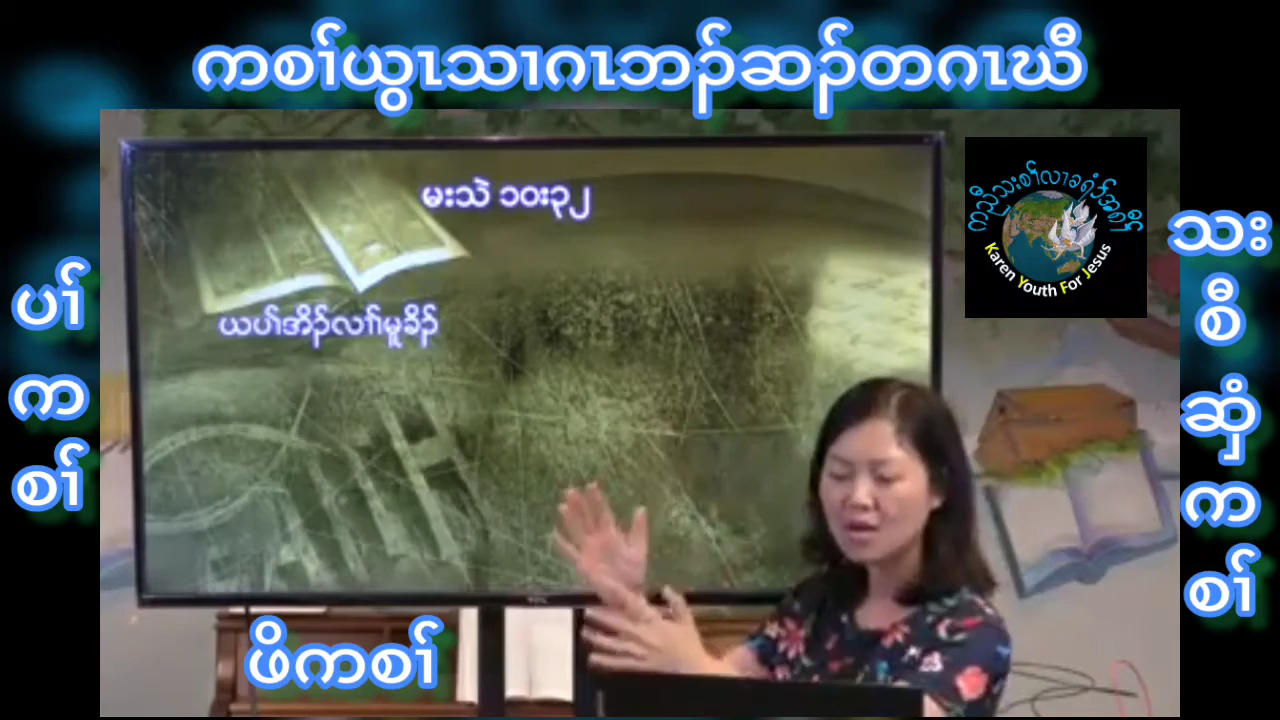 ကစၢ်ယွၤသၢဂၤဘၣ်ဆၣ်တဂၤဃီ
မးသဲ ၁၀း၃၂
ယပၢ်အိၣ်လၢၢ်မူခိၣ်
ပၢ်
က
စၢ်
သး
စီ
ဆှံ
က
စၢ်
ဖိကစၢ်
Karen Youth For Jesus